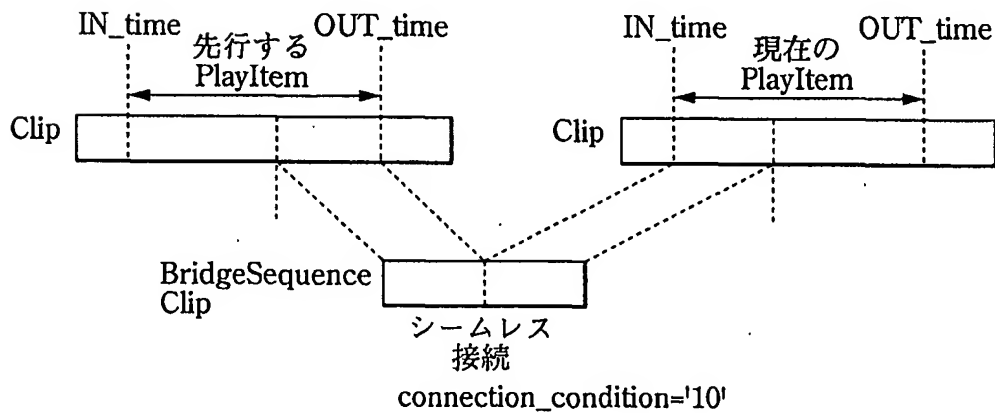 IN_time
OUT_time
先行する
PlayItem
Clip
IN_time
OUT_time
現在の
PlayItem
Clip
BridgeSequence
Clip
シームレス
接続
connection_condition='10'